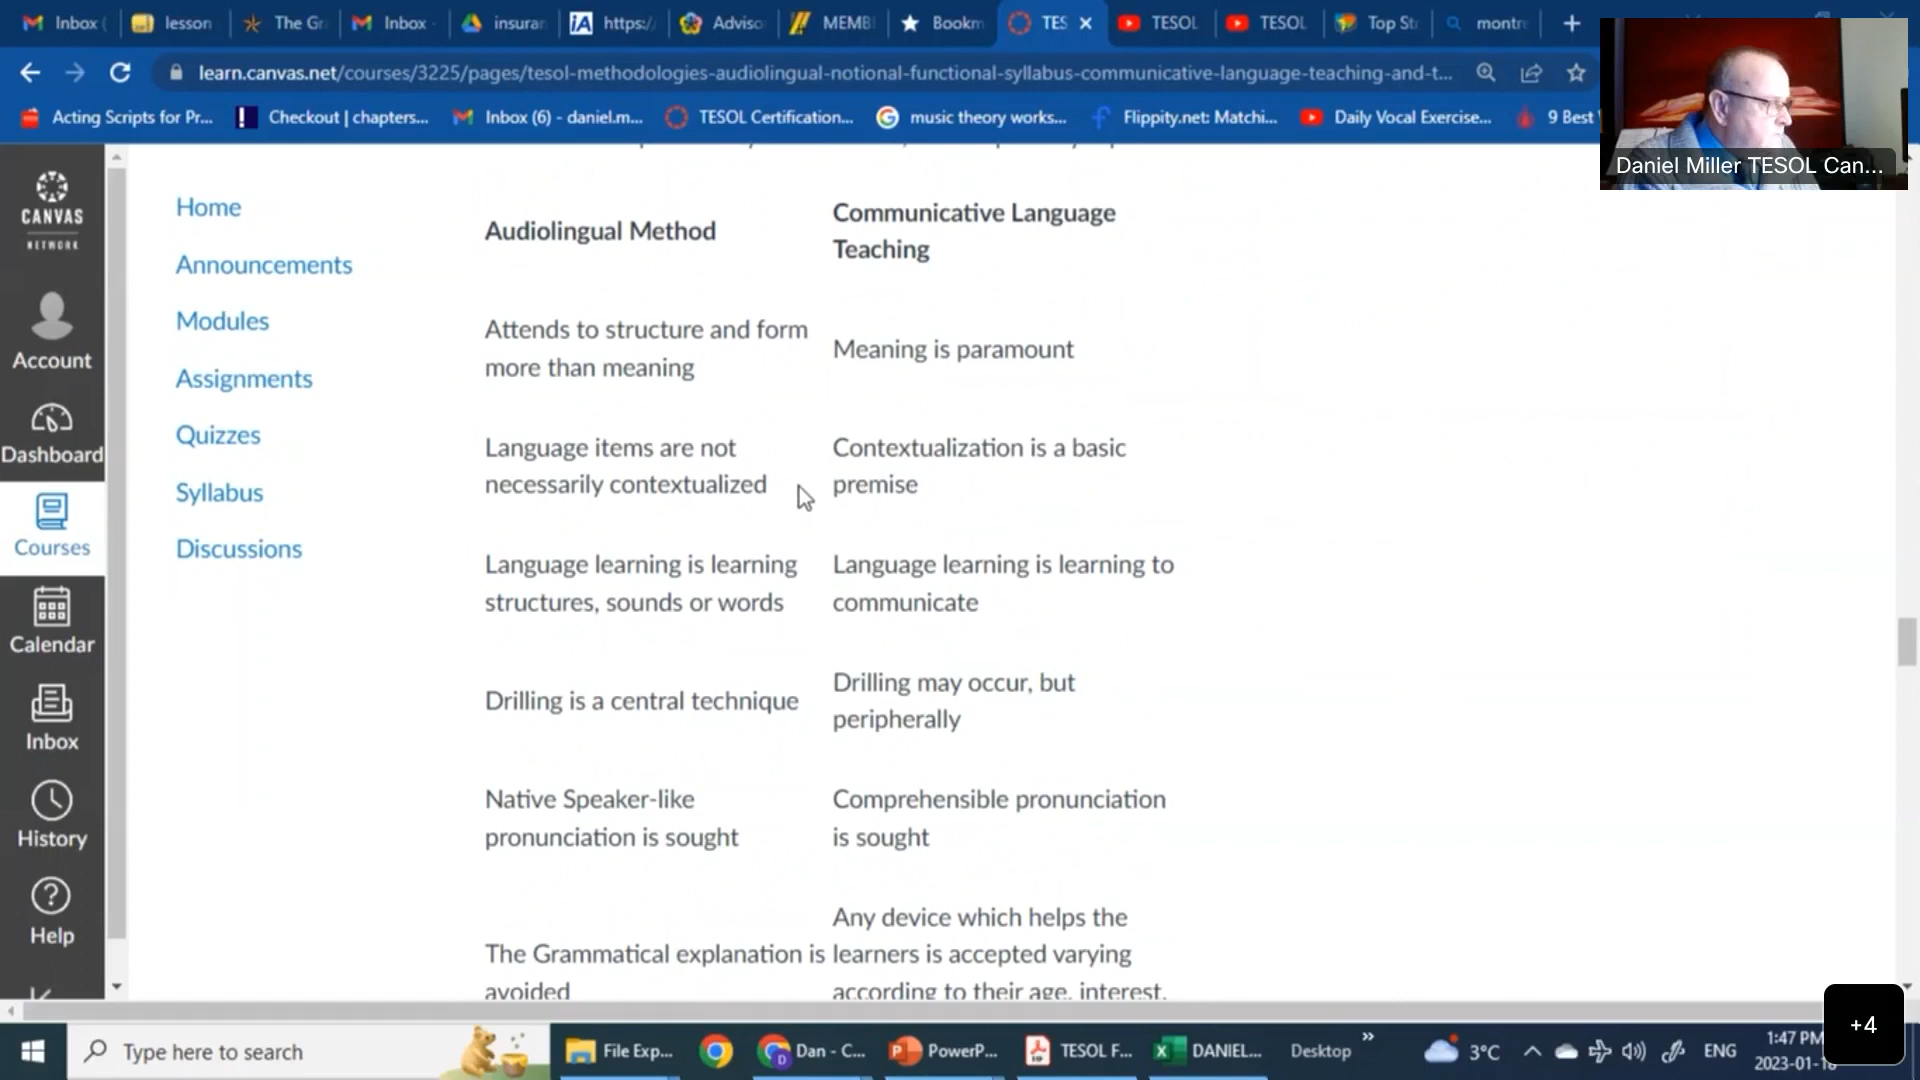 Inbox (
lesson
The Gr
Inbox
insurar
https:/
Adviso
MEMB
Bookm
TES
TESOL
TESOL
Top St
montre
learn.canvas.net/courses/3225/pages/tesol-methodologies-audiolingual-notional-functional-syllabus-communicative-language-teaching-and-t...
Acting Scripts for Pr...
Checkout | chapters...
Inbox (6) - daniel.m...
TESOL Certification...
music theory works...
Flippity.net: Matchi...
Daily Vocal Exercise...
9 Best
Daniel Miller TESOL Can...
CANVAS
NETWORK
Account
Dashboard
Courses
Calendar
Inbox
History
Help
Home
Announcements
Modules
Assignments
Quizzes
Syllabus
Discussions
Audiolingual Method
Communicative Language
Teaching
Attends to structure and form
more than meaning
Meaning is paramount
Language items are not
necessarily contextualized
Contextualization is a basic
premise
Language learning is learning
structures, sounds or words
Language learning is learning to
communicate
Drilling is a central technique
Drilling may occur, but
peripherally
Native Speaker-like
pronunciation is sought
Comprehensible pronunciation
is sought
The Grammatical explanation is
avoided
Any device which helps the
learners is accepted varying
according to their age, interest,
+4
Type here to search
File Exp...
Dan - C...
PowerP...
TESOL F...
DANIEL...
Desktop
3°C
ENG
1:47 PM
2023-01-1